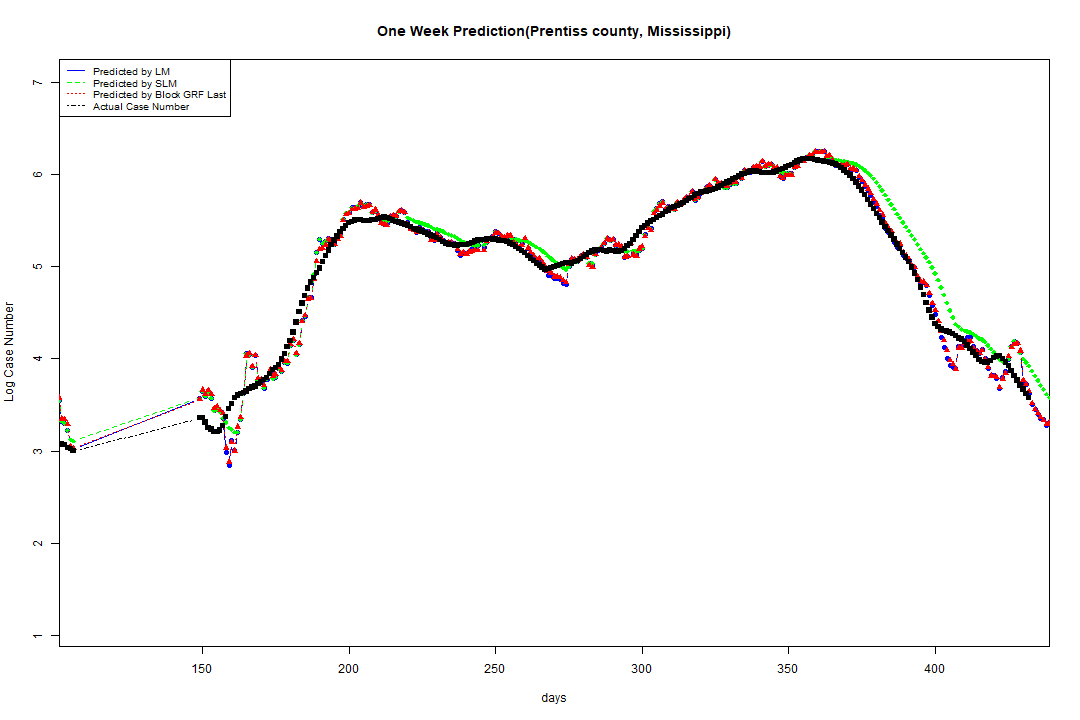 One Week Prediction(Prentiss county, Mississippi)
Predicted by LM
Predicted by SLM
Predicted by Block GRF Last
Actual Case Number
7
6
5
4
3
2
1
Log Case Number
150 200 250 300 350 400
days